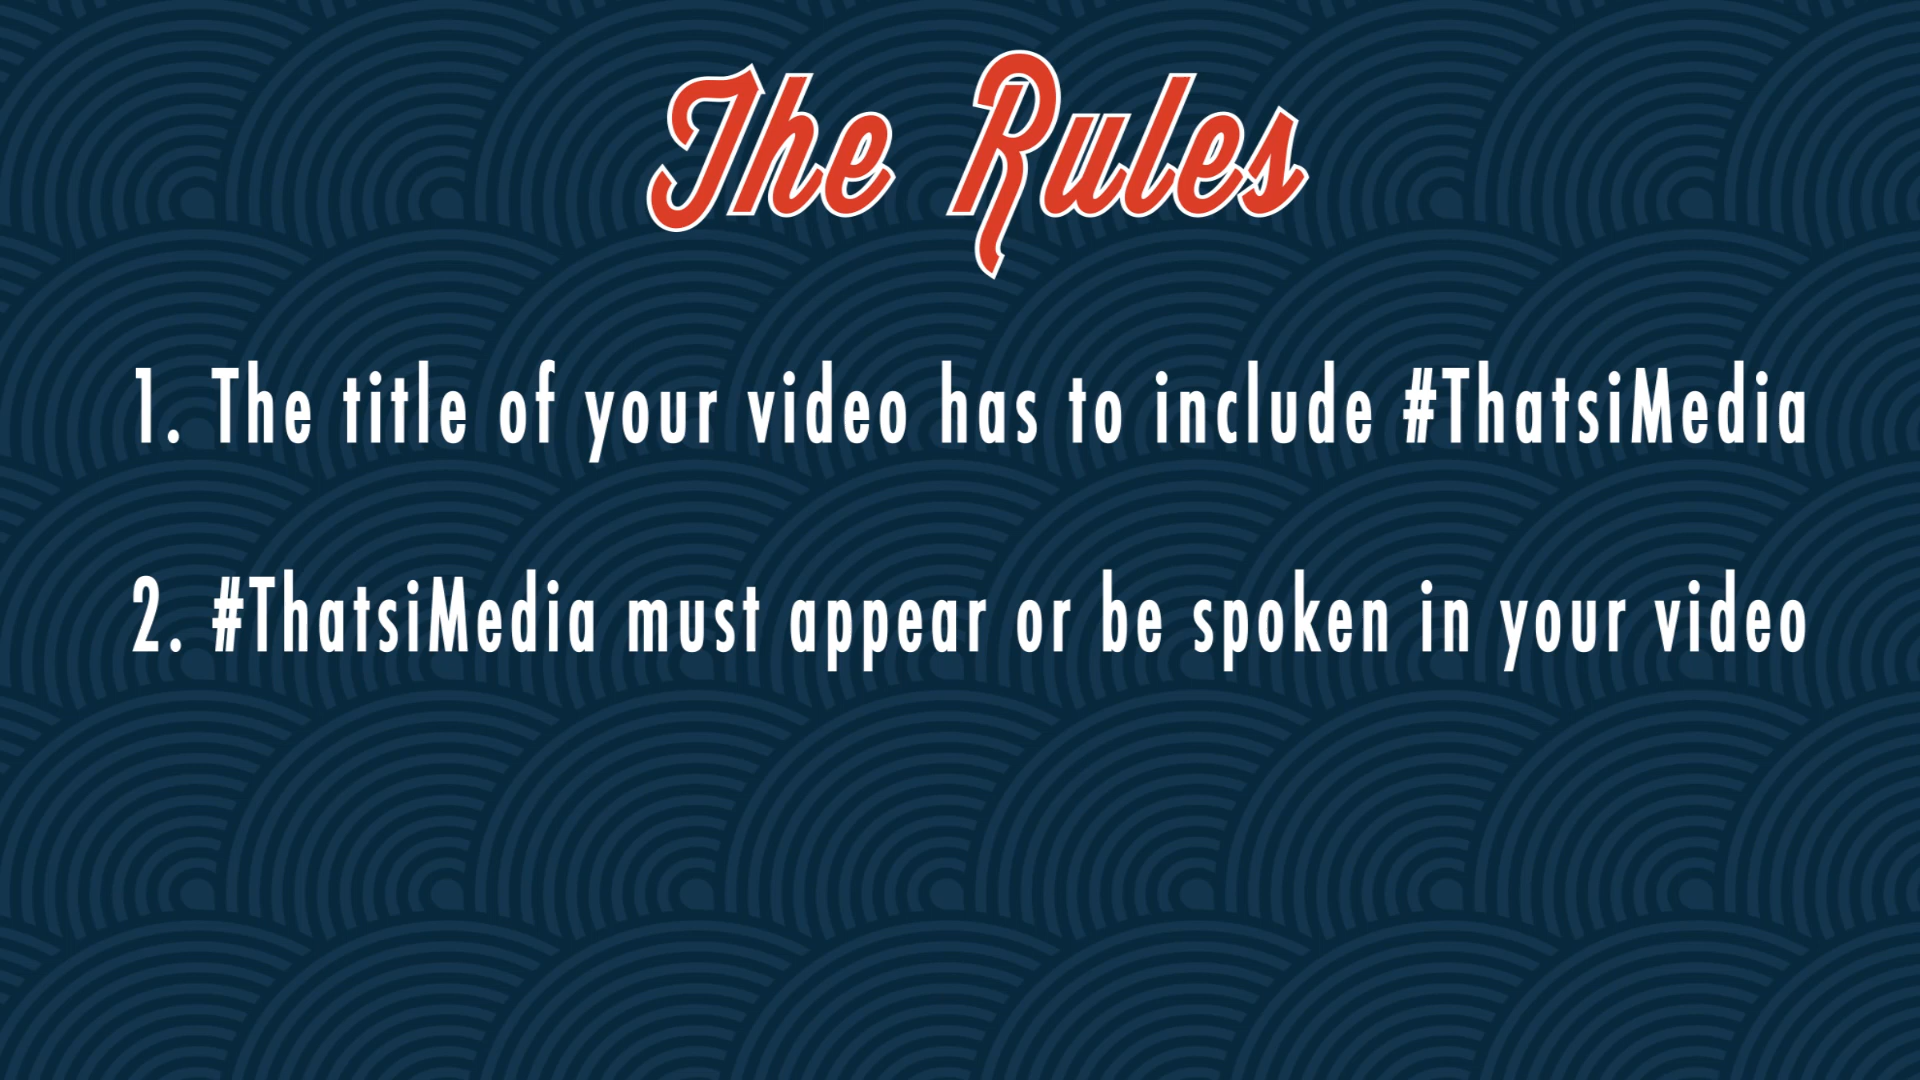 The Rules
1. The title of your video has to include #ThatsiMedia
2. #ThatsiMedia must appear or be spoken in your video